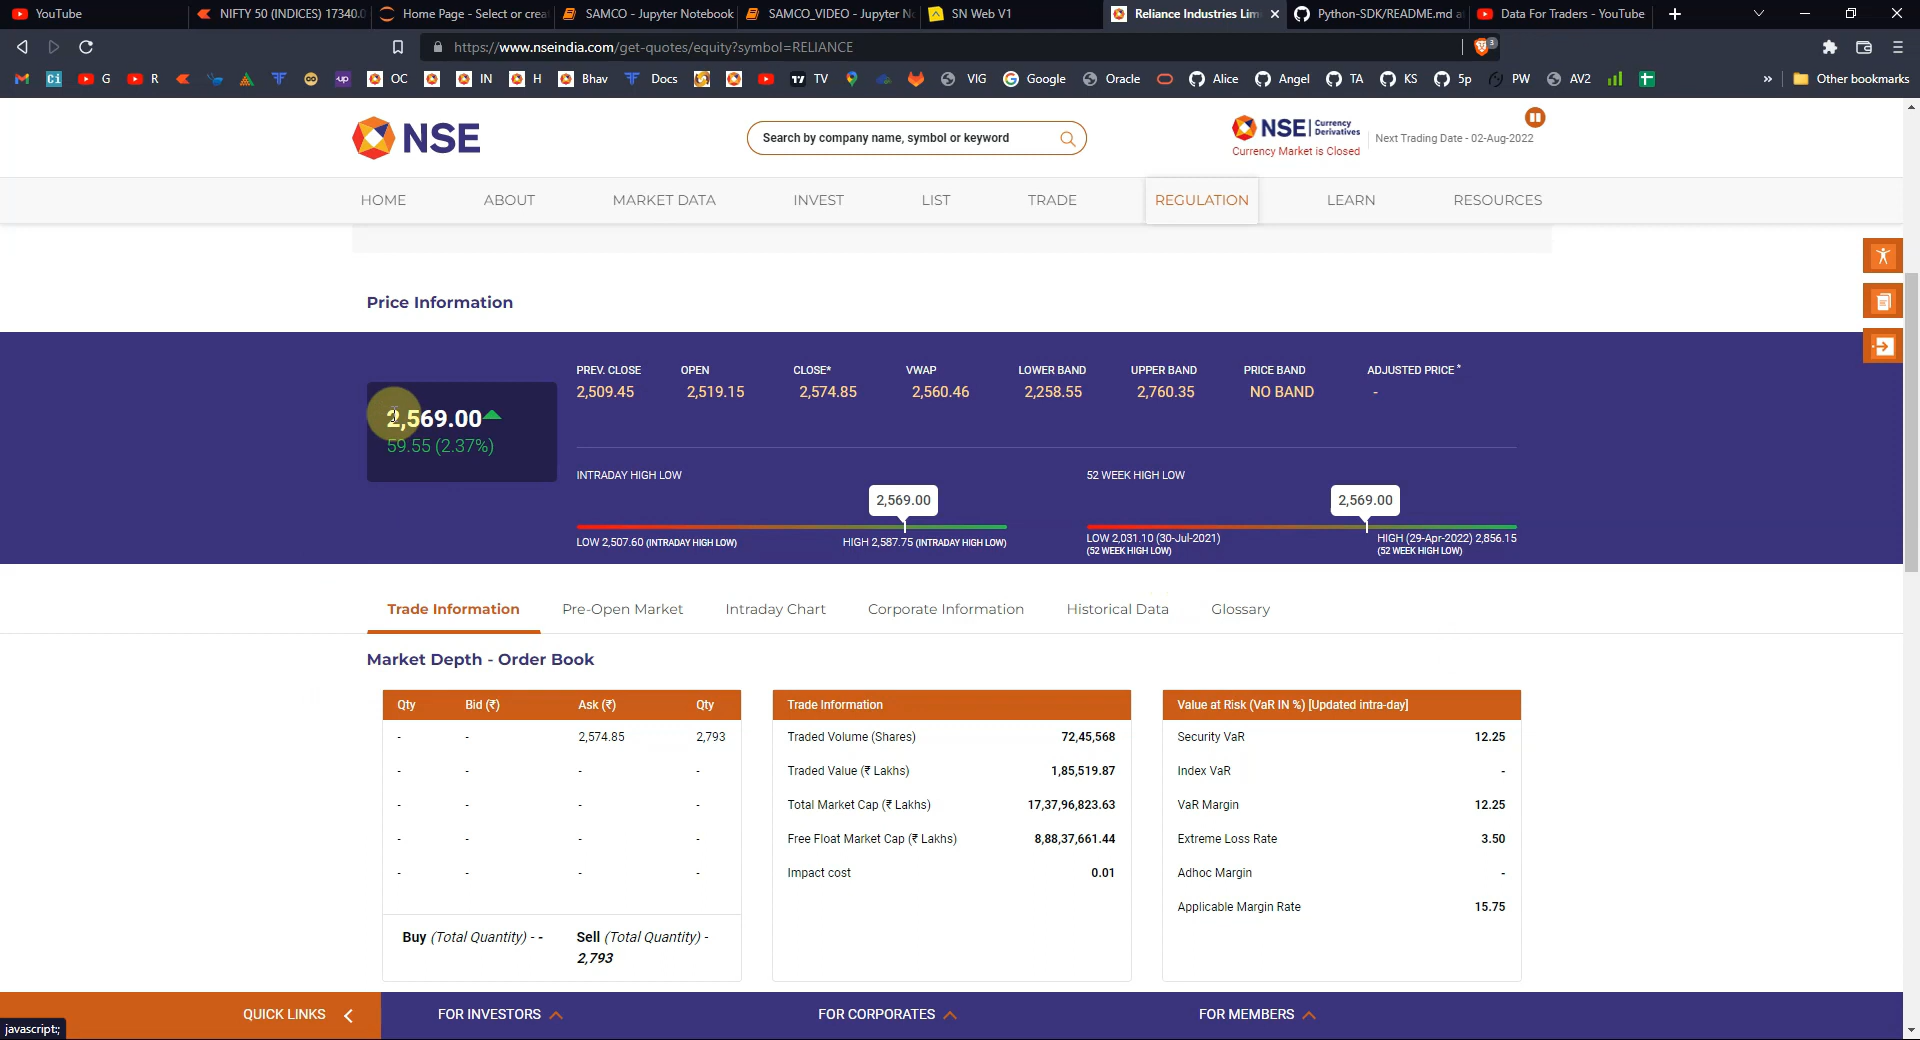 YouTube
NIFTY 50 (INDICES) 17340.0
Home Page - Select or crea
SAMCO - Jupyter Notebook
SAMCO_VIDEO - Jupyter N
SN Web V1
Reliance Industries Lim
Python-SDK/README.md a
Data For Traders - YouTube
https://www.nseindia.com/get-quotes/equity?symbol=RELIANCE
3
Ci
G
R
up
OC
IN
H
Bhav
Docs
TV
VIG
Google
Oracle
Alice
Angel
TA
KS
5p
PW
AV2
Other bookmarks
NSE
Search by company name, symbol or keyword
NSE Currency Derivatives
Currency Market is Closed
Next Trading Date - 02-Aug-2022
HOME ABOUT MARKET DATA INVEST LIST TRADE REGULATION LEARN RESOURCES
Price Information
2,569.00
59.55 (2.37%)
PREV. CLOSE OPEN CLOSE* VWAP LOWER BAND UPPER BAND PRICE BAND ADJUSTED PRICE*
2,509.45 2,519.15 2,574.85 2,560.46 2,258.55 2,760.35 NO BAND -
INTRADAY HIGH LOW
2,569.00
LOW 2,507.60 (INTRADAY HIGH LOW)
HIGH 2,587.75 (INTRADAY HIGH LOW)
52 WEEK HIGH LOW
2,569.00
LOW 2,031.10 (30-Jul-2021)
(52 WEEK HIGH LOW)
HIGH (29-Apr-2022) 2,856.15
(52 WEEK HIGH LOW)
Trade Information Pre-Open Market Intraday Chart Corporate Information Historical Data Glossary
Market Depth - Order Book
Qty Bid (₹) Ask (₹) Qty
- - 2,574.85 2,793
- - - -
- - - -
- - - -
- - - -
Buy (Total Quantity) - -
Sell (Total Quantity) -
2,793
Trade Information
Traded Volume (Shares) 72,45,568
Traded Value (₹ Lakhs) 1,85,519.87
Total Market Cap (₹ Lakhs) 17,37,96,823.63
Free Float Market Cap (₹ Lakhs) 8,88,37,661.44
Impact cost 0.01
Value at Risk (VaR IN %) [Updated intra-day]
Security VaR 12.25
Index VaR -
VaR Margin 12.25
Extreme Loss Rate 3.50
Adhoc Margin -
Applicable Margin Rate 15.75
QUICK LINKS
FOR INVESTORS
FOR CORPORATES
FOR MEMBERS
javascript:;